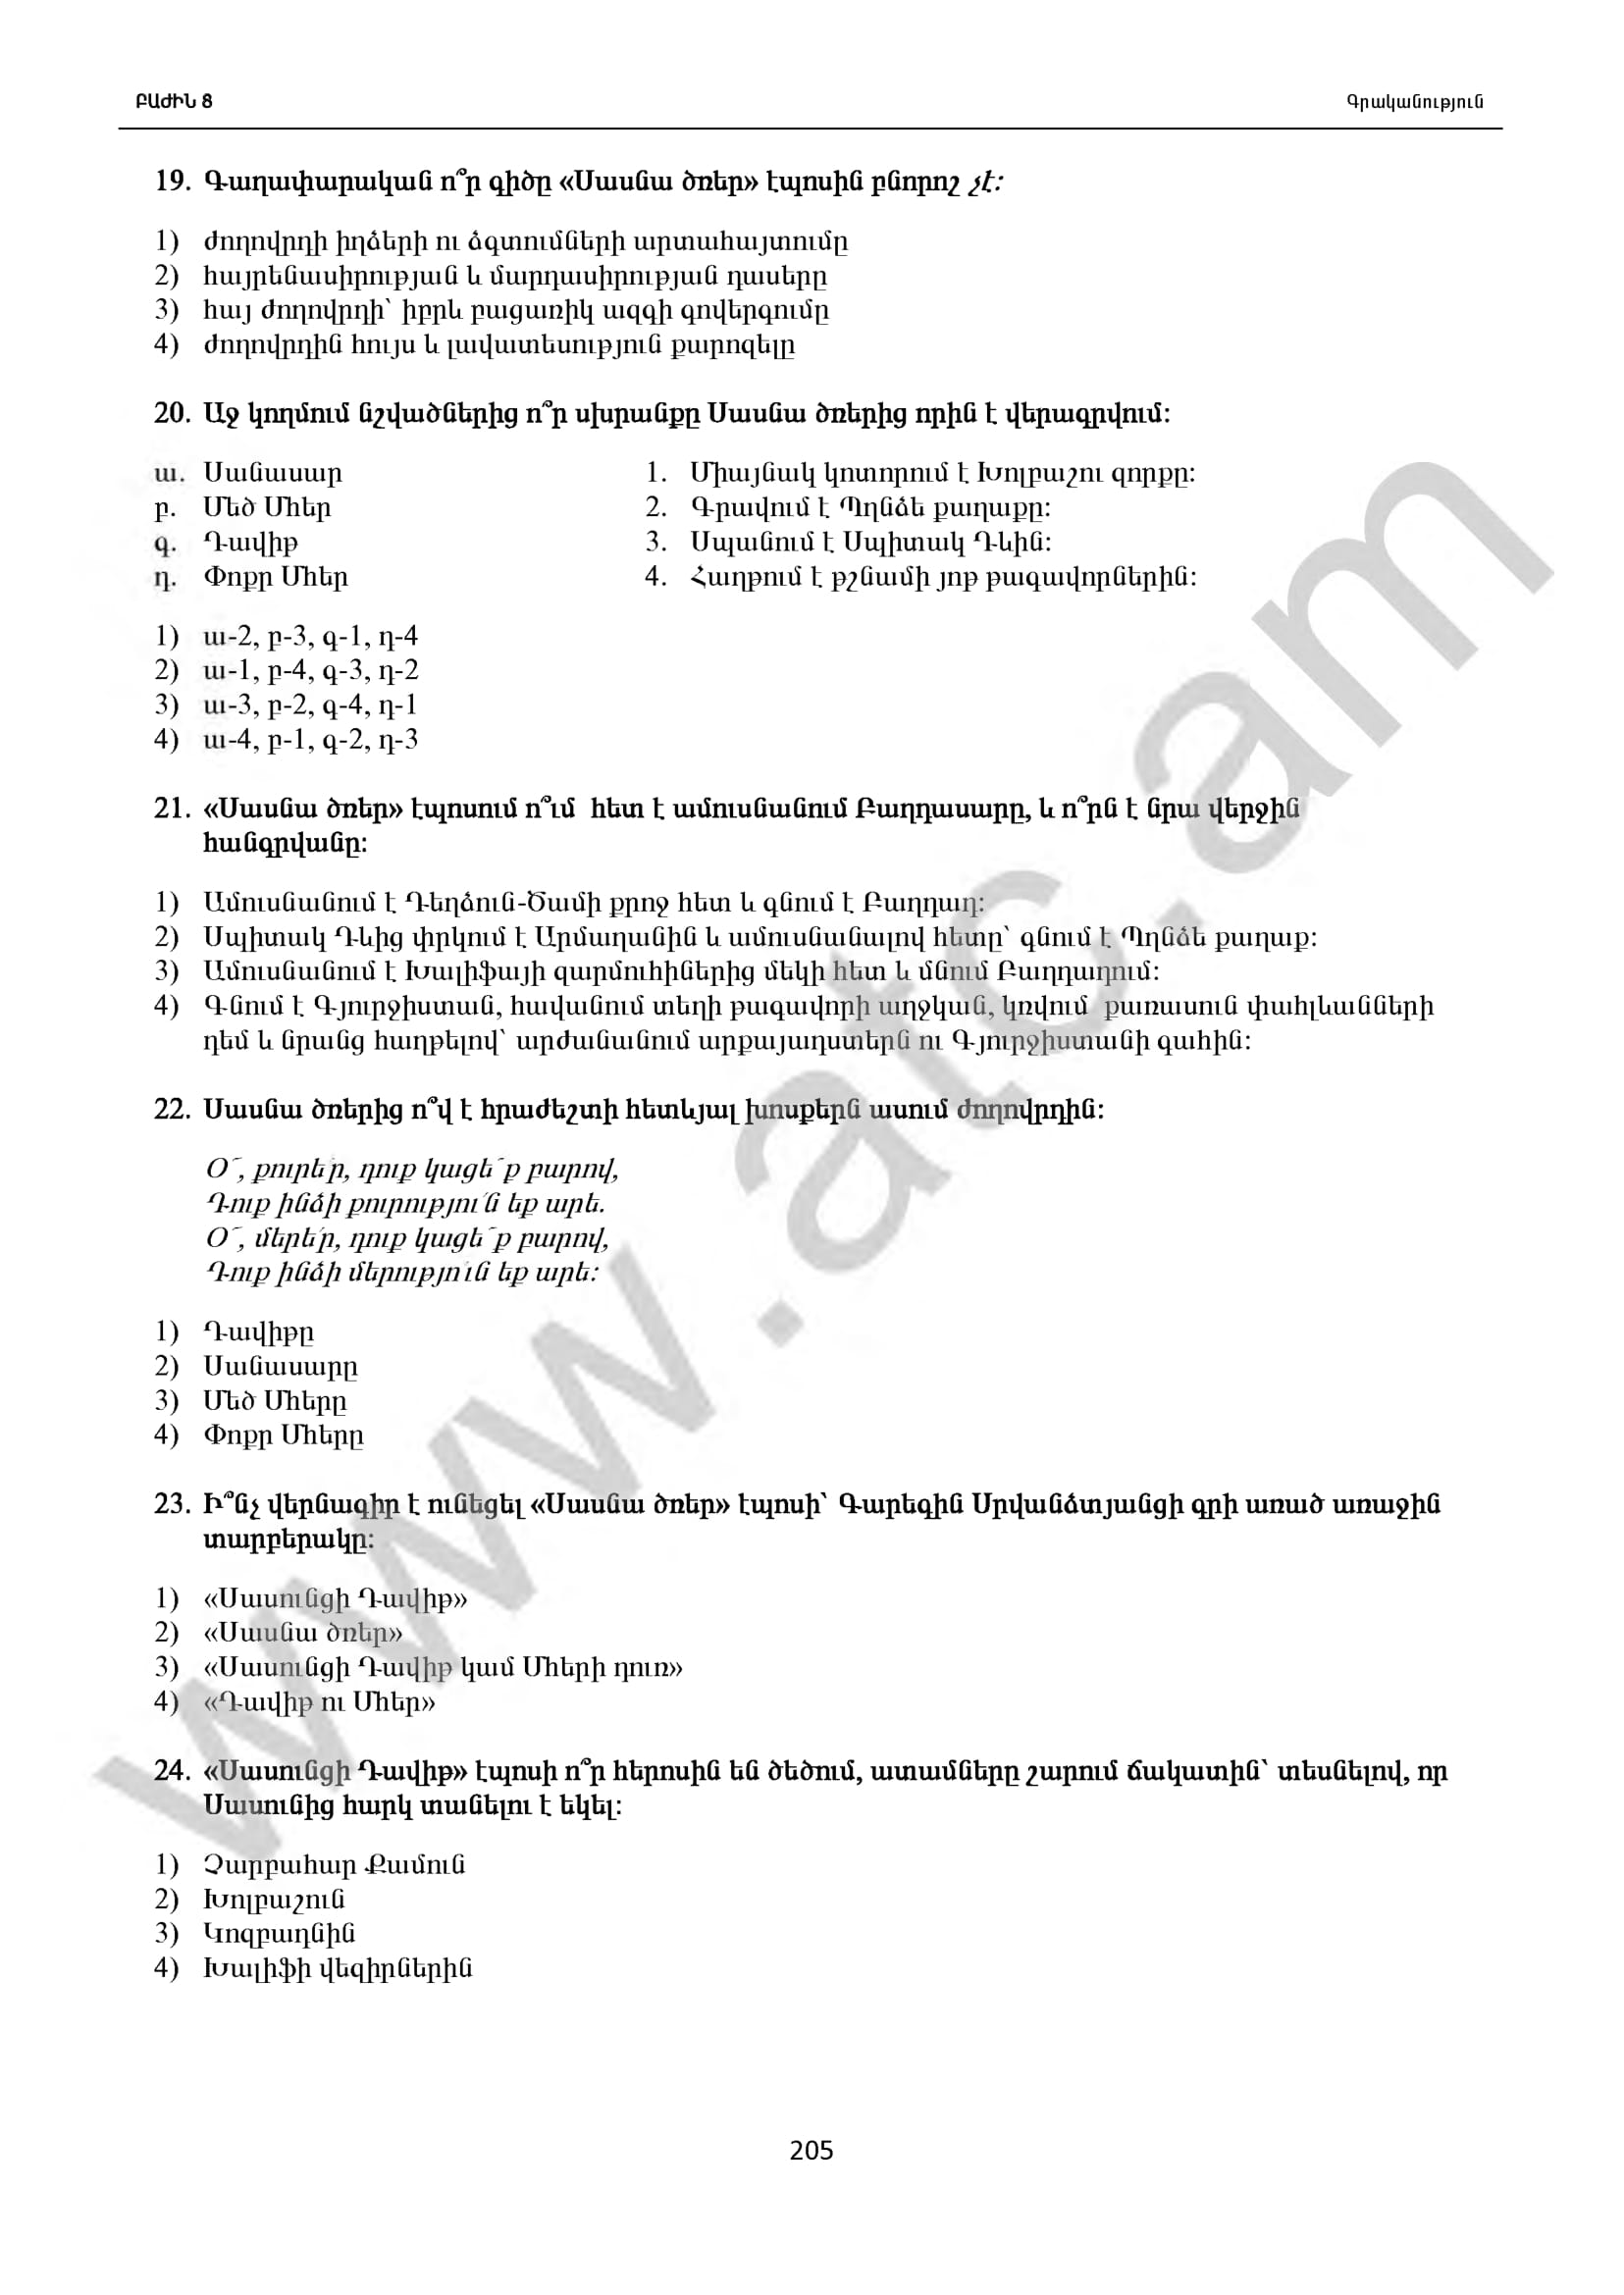 ԲԱԺԻՆ 8
Գրականություն
19. Գաղափարական ո՞ր գիծը «Սասնա ծռեր» էպոսին բնորոշ չէ:
1) ժողովրդի իղձերի ու ձգտումների արտահայտումը
2) հայրենասիրության և մարդասիրության դասերը
3) հայ ժողովրդի՝ իբրև բացառիկ ազգի գովերգումը
4) ժողովրդին հույս և լավատեսություն քարոզելը
20. Աջ կողմում նշվածներից ո՞ր սխրանքը Սասնա ծռերից որին է վերագրվում:
ա. Սանասար
բ. Մեծ Մհեր
գ. Դավիթ
դ. Փոքր Մհեր
1. Միայնակ կոտորում է Խոլբաշու զորքը:
2. Գրավում է Պղնձե քաղաքը:
3. Սպանում է Սպիտակ Դևին:
4. Հաղթում է թշնամի յոթ թագավորներին:
1) ա-2, բ-3, գ-1, դ-4
2) ա-1, բ-4, գ-3, դ-2
3) ա-3, բ-2, գ-4, դ-1
4) ա-4, բ-1, գ-2, դ-3
21. «Սասնա ծռեր» էպոսում ո՞ւմ հետ է ամուսնանում Բաղդասարը, և ո՞րն է նրա վերջին
հանգրվանը:
1) Ամուսնանում է Դեղձուն-Ծամի քրոջ հետ և գնում է Բաղդադ:
2) Սպիտակ Դևից փրկում է Արմաղանին և ամուսնանալով հետը՝ գնում է Պղնձե քաղաք:
3) Ամուսնանում է Խալիֆայի զարմուհիներից մեկի հետ և մնում Բաղդադում:
4) Գնում է Գյուրջիստան, հավանում տեղի թագավորի աղջկան, կռվում քառասուն փահլևանների
դեմ և նրանց հաղթելով՝ արժանանում արքայադստերն ու Գյուրջիստանի գահին:
22. Սասնա ծռերից ո՞վ է հրաժեշտի հետևյալ խոսքերն ասում ժողովրդին:
Օ՜, քուրե՛ր, դուք կացե՜ք բարով,
Դուք ինձի քուրություն եք արե.
Օ՜, մերե՛ր, դուք կացե՜ք բարով,
Դուք ինձի մերություն եք արե:
1) Դավիթը
2) Սանասարը
3) Մեծ Մհերը
4) Փոքր Մհերը
23. Ի՞նչ վերնագիր է ունեցել «Սասնա ծռեր» էպոսի՝ Գարեգին Սրվանձտյանցի գրի առած առաջին
տարբերակը:
1) «Սասունցի Դավիթ»
2) «Սասնա ծռեր»
3) «Սասունցի Դավիթ կամ Մհերի դուռ»
4) «Դավիթ ու Մհեր»
24. «Սասունցի Դավիթ» էպոսի ո՞ր հերոսին են ծեծում, ատամները շարում ճակատին՝ տեսնելով, որ
Սասունից հարկ տանելու է եկել:
1) Չարբահար Քամուն
2) Խոլբաշուն
3) Կոզբադնին
4) Խալիֆի վեզիրներին
www.atc.am
205